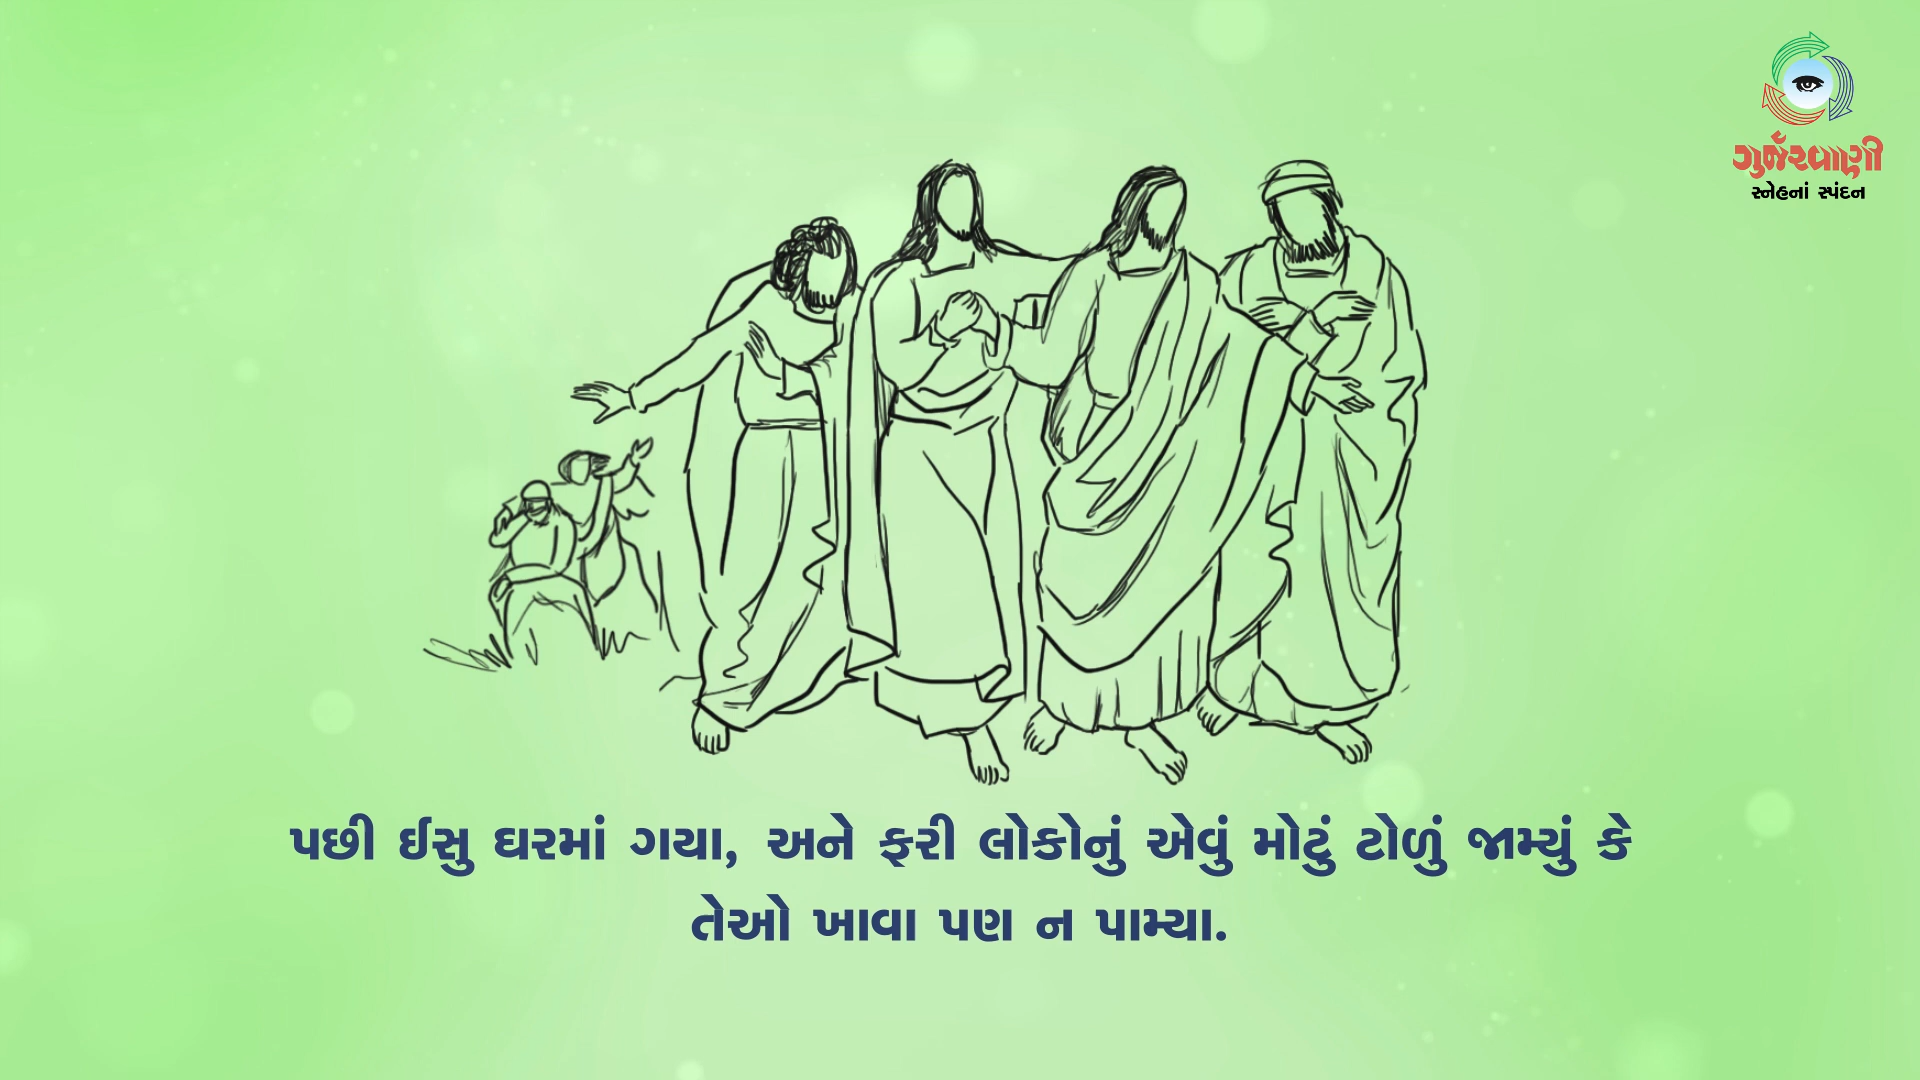 ગુર્જરવાણી
સ્નેહનાં સ્પંદન
પછી ઈસુ ઘરમાં ગયા, અને ફરી લોકોનું એવું મોટું ટોળું જામ્યું કે
તેઓ ખાવા પણ ન પામ્યા.